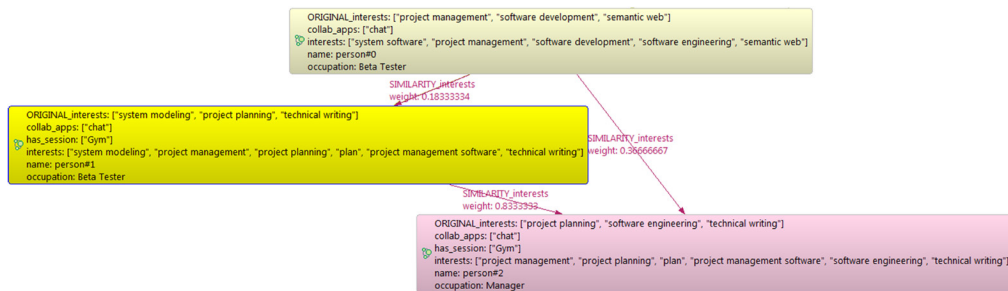 ORIGINAL_interests: ["project management", "software development", "semantic web"]
collab_apps: ["chat"]
interests: ["system software", "project management", "software development", "software engineering", "semantic web"]
name: person#0
occupation: Beta Tester
SIMILARITY_interests
weight: 0.18333334
ORIGINAL_interests: ["system modeling", "project planning", "technical writing"]
collab_apps: ["chat"]
has_session: ["Gym"]
interests: ["system modeling", "project management", "project planning", "plan", "project management software", "technical writing"]
name: person#1
occupation: Beta Tester
SIMILARITY_interests
weight: 0.36666667
SIMILARITY_interests
weight: 0.8333333
ORIGINAL_interests: ["project planning", "software engineering", "technical writing"]
collab_apps: ["chat"]
has_session: ["Gym"]
interests: ["project management", "project planning", "plan", "project management software", "software engineering", "technical writing"]
name: person#2
occupation: Manager